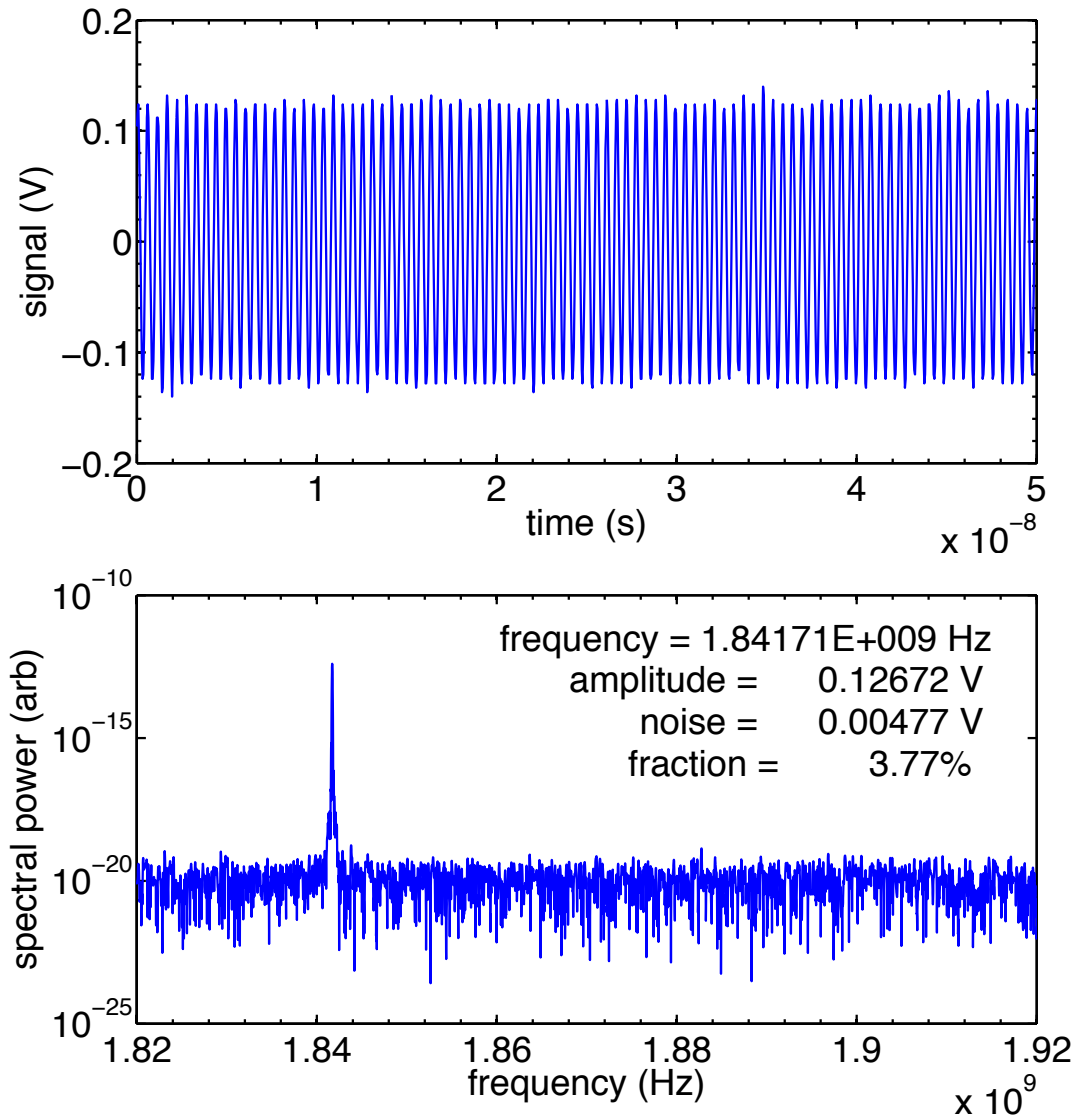 0.2
0.1
0
−0.1
−0.2
signal (V)
0 1 2 3 4 5
time (s)
x 10−8
10−10
10−15
10−20
10−25
spectral power (arb)
frequency = 1.84171E+009 Hz
amplitude = 0.12672 V
noise = 0.00477 V
fraction = 3.77%
1.82 1.84 1.86 1.88 1.9 1.92
frequency (Hz)
x 109